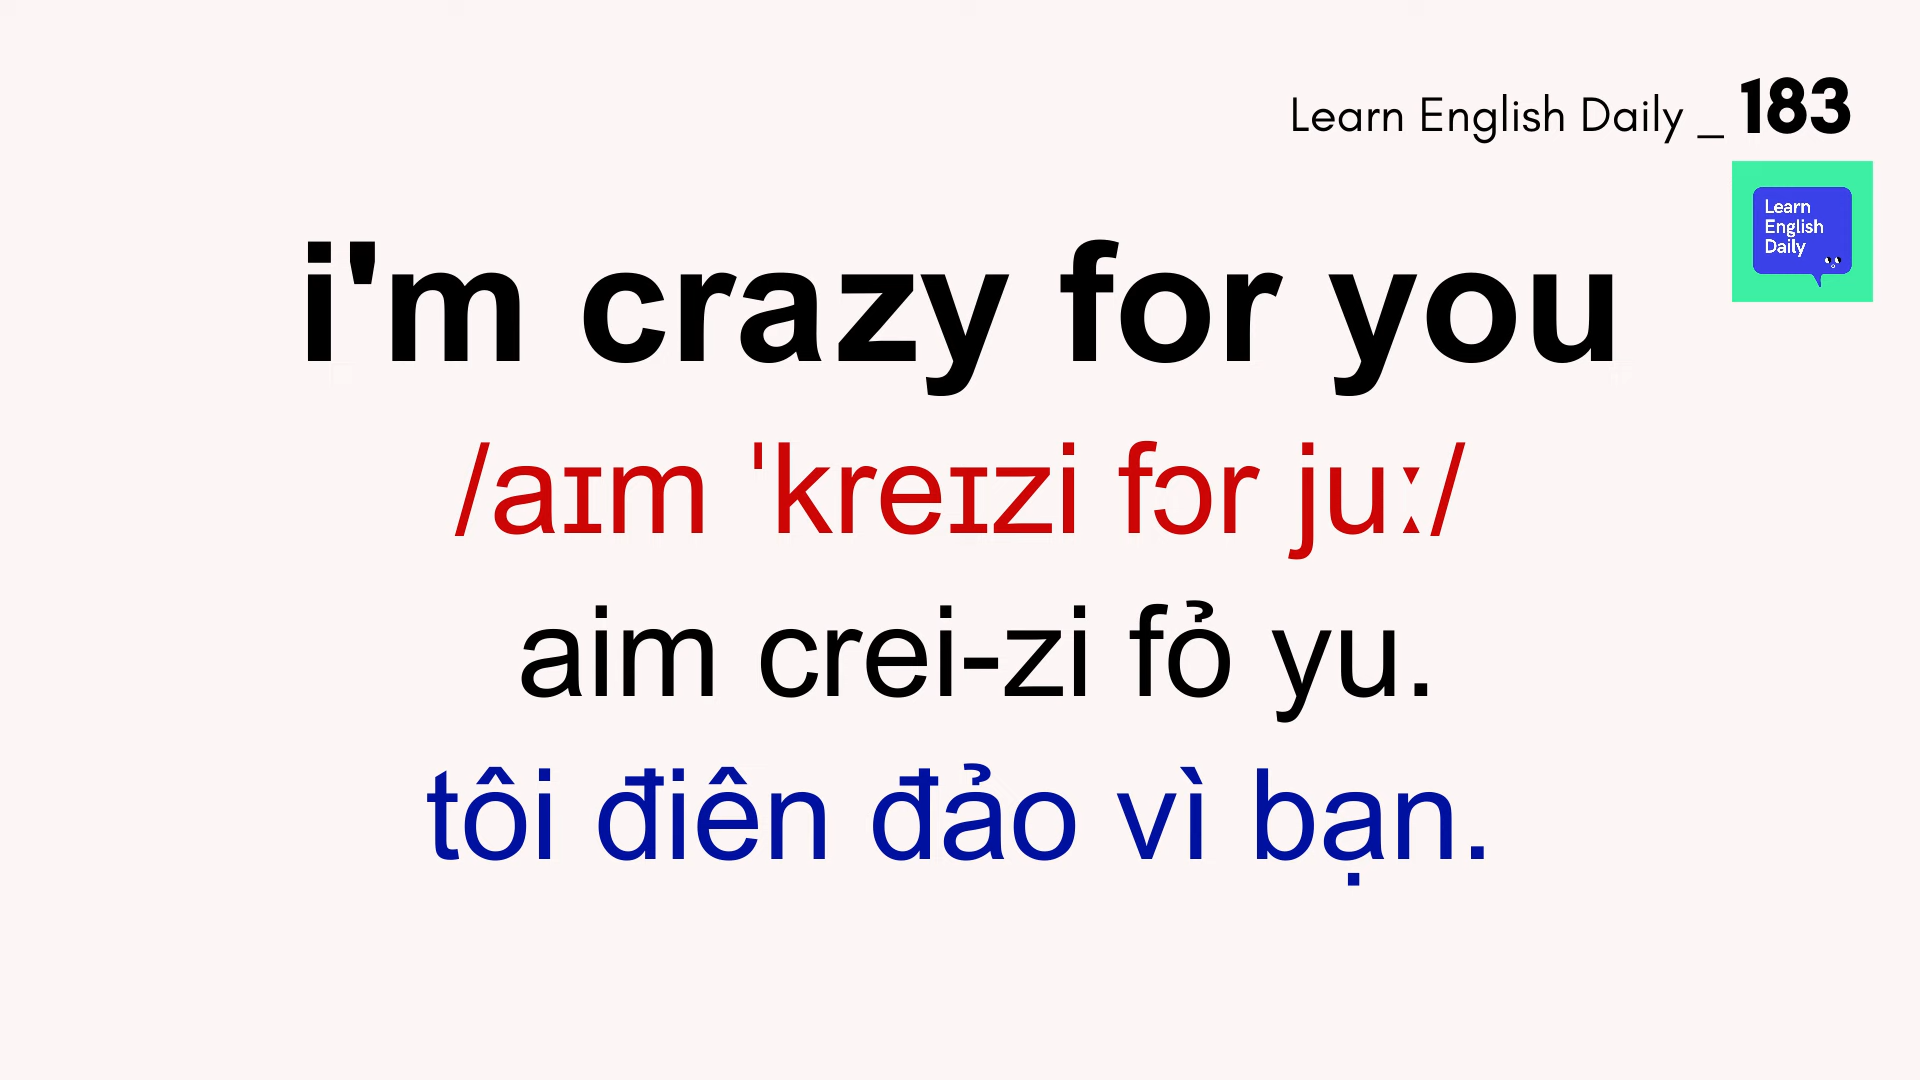 Learn English Daily _ 183
Learn
English
Daily
i'm crazy for you
/aɪm ˈkreɪzi fɔr juː/
aim crei-zi fỏ yu.
tôi điên đảo vì bạn.